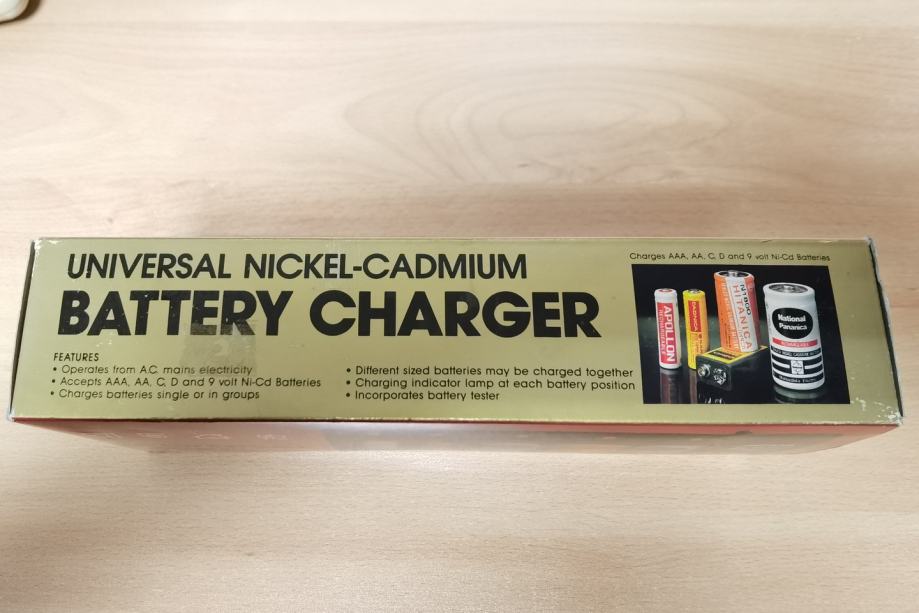 UNIVERSAL NICKEL-CADMIUM
BATTERY CHARGER
FEATURES
• Operates from A.C. mains electricity
• Accepts AAA, AA, C, D and 9 volt Ni-Cd Batteries
• Charges batteries single or in groups
• Different sized batteries may be charged together
• Charging indicator lamp at each battery position
• Incorporates battery tester
Charges AAA, AA, C, D and 9 volt Ni-Cd Batteries
APOLLON
HITANICA
National
Pananica